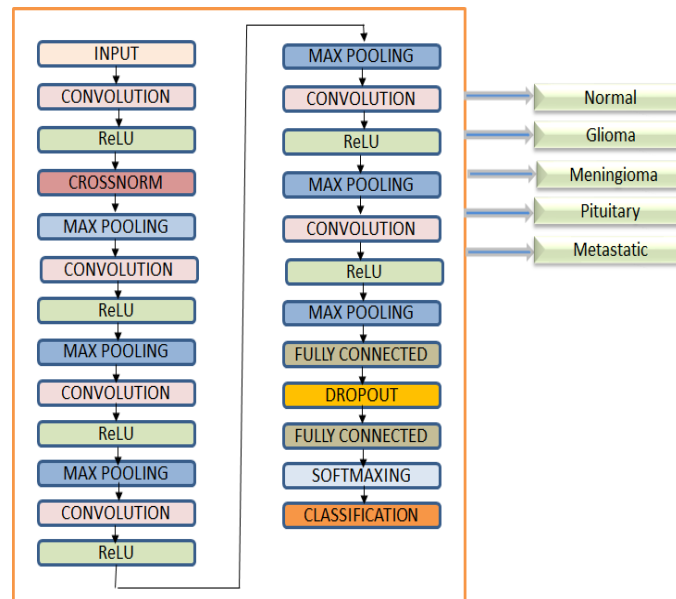 INPUT
CONVOLUTION
ReLU
CROSSNORM
MAX POOLING
CONVOLUTION
ReLU
MAX POOLING
CONVOLUTION
ReLU
MAX POOLING
CONVOLUTION
ReLU
MAX POOLING
CONVOLUTION
ReLU
MAX POOLING
CONVOLUTION
ReLU
MAX POOLING
FULLY CONNECTED
DROPOUT
FULLY CONNECTED
SOFTMAXING
CLASSIFICATION
Normal
Glioma
Meningioma
Pituitary
Metastatic